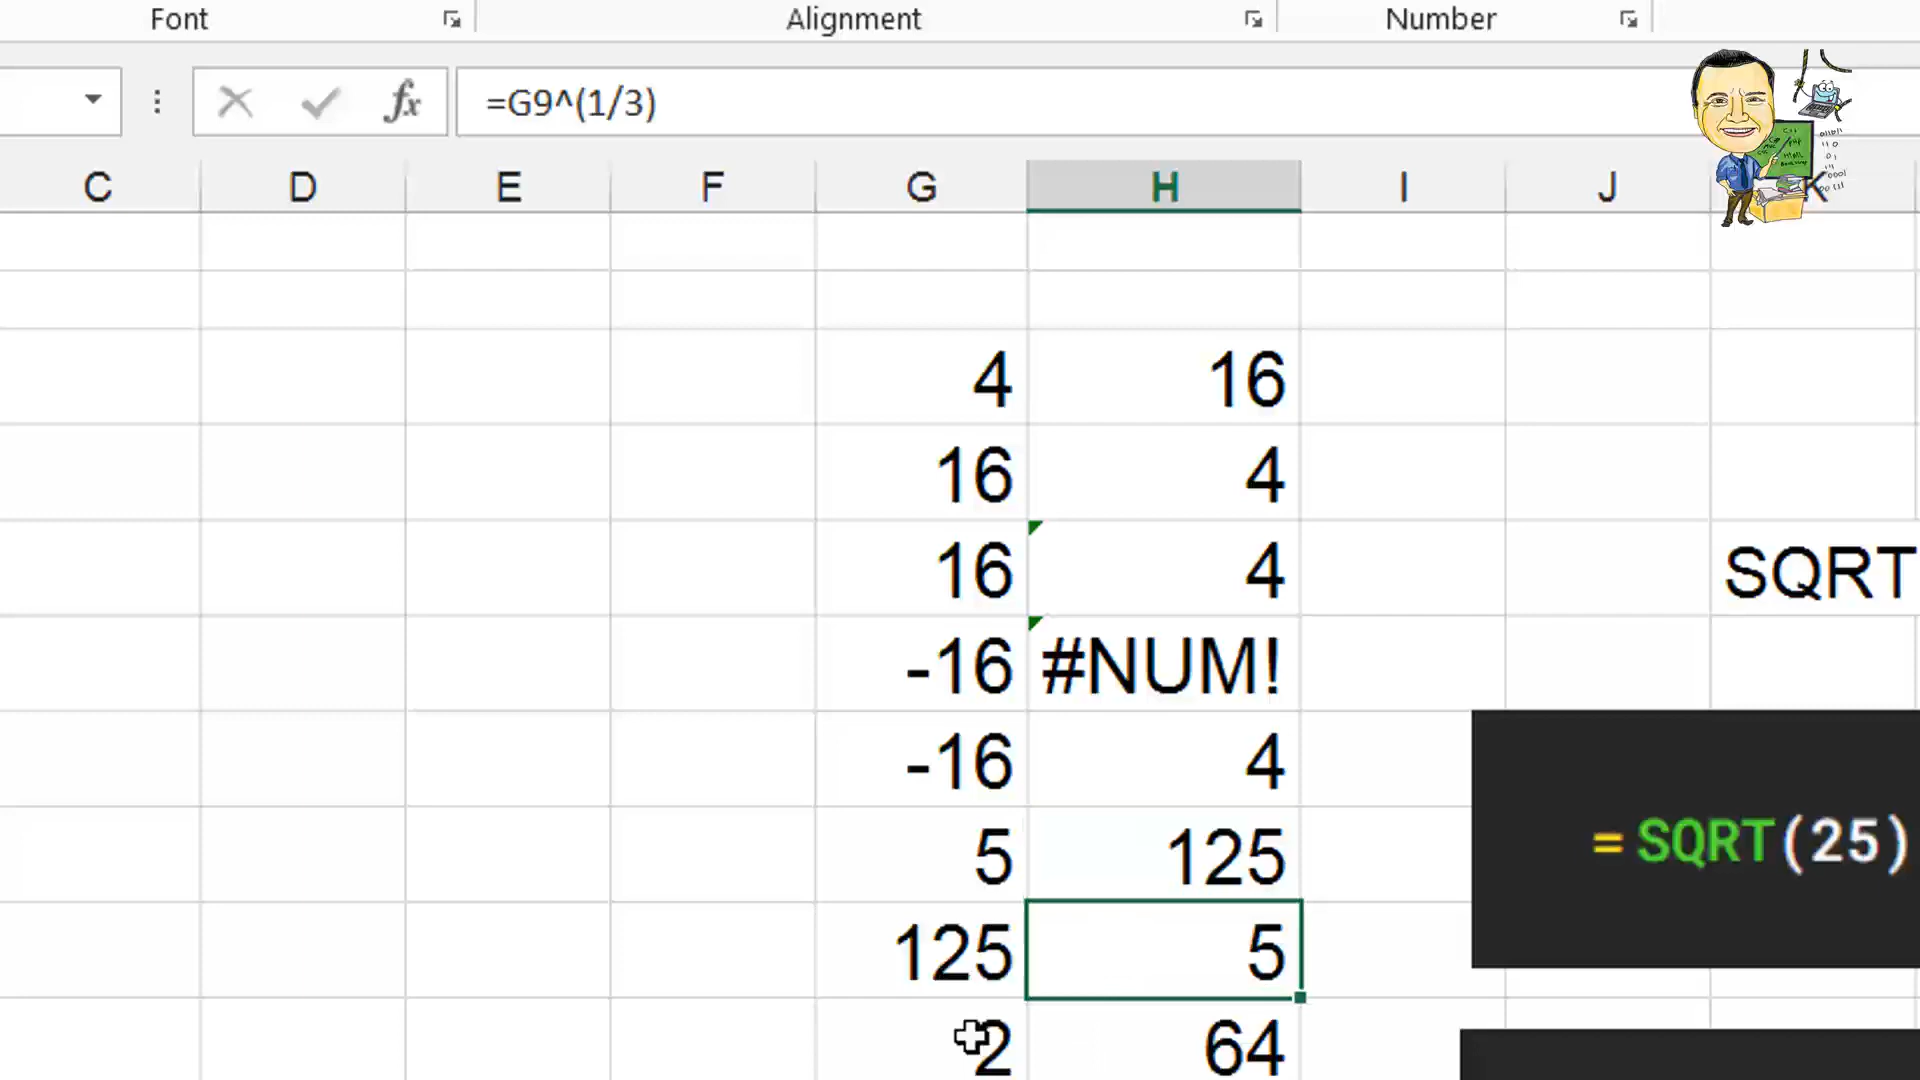 Font Alignment Number
=G9^(1/3)
C D E F G H I J K
4 16
16 4
16 4 SQRT
-16 #NUM!
-16 4
=SQRT(25)
5 125
125 5
2 64